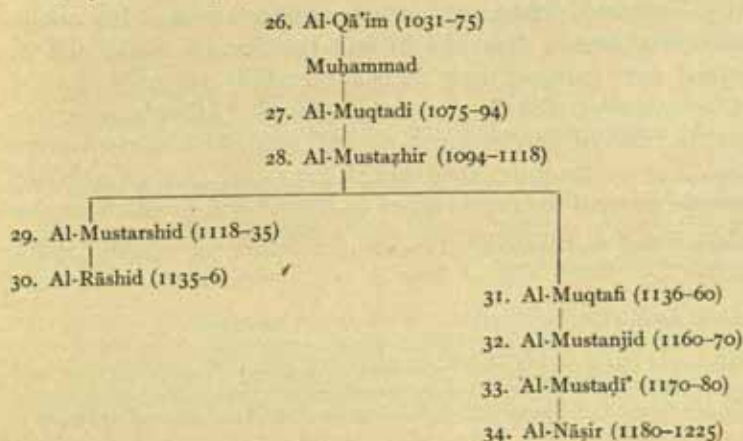 26. Al-Qā'im (1031-75)
Muḥammad
27. Al-Muqtadi (1075-94)
28. Al-Mustaẓhir (1094-1118)
29. Al-Mustarshid (1118-35)
30. Al-Rāshid (1135-6)
31. Al-Muqtafi (1136-60)
32. Al-Mustanjid (1160-70)
33. Al-Mustaḍī' (1170-80)
34. Al-Nāṣir (1180-1225)